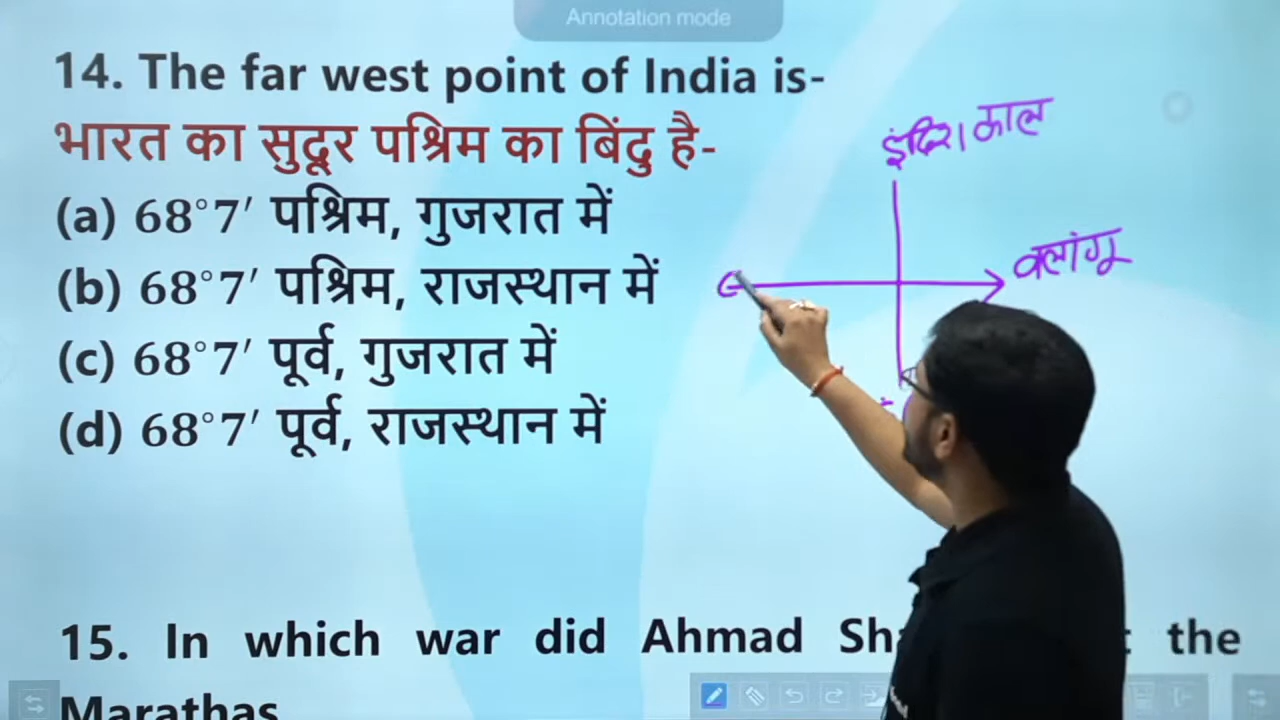 Annotation mode
14. The far west point of India is-
भारत का सुदूर पश्चिम का बिंदु है-
(a) 68°7′ पश्चिम, गुजरात में
(b) 68°7′ पश्चिम, राजस्थान में
(c) 68°7′ पूर्व, गुजरात में
(d) 68°7′ पूर्व, राजस्थान में
इंदिरा काल
क्लांगू
15. In which war did Ahmad the
Marathas